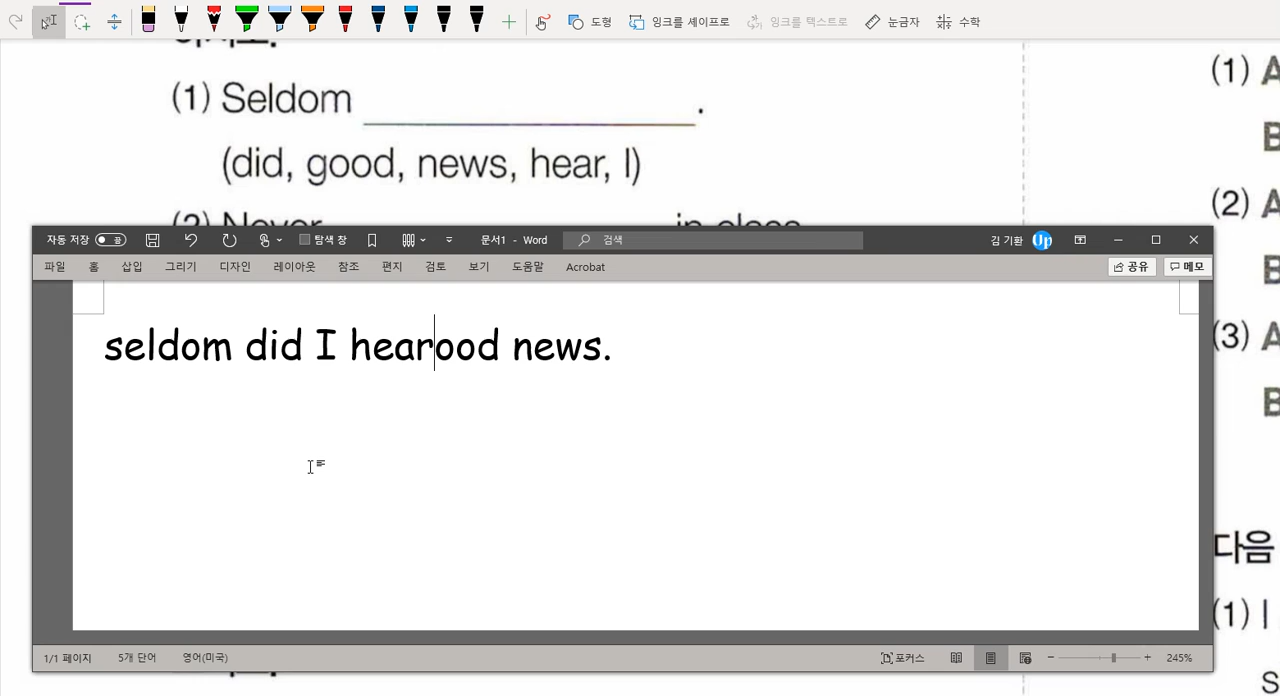 도형 잉크를 셰이프로 잉크를 텍스트로 눈금자 수학
(1) Seldom .
(did, good, news, hear, I)
(2) Never in class
(1) A
B
(2) A
B
(3) A
B
다음
(1) I
S
자동 저장 끔 탐색 창 문서1 - Word 검색 김 기환 Up
파일 홈 삽입 그리기 디자인 레이아웃 참조 편지 검토 보기 도움말 Acrobat 공유 메모
seldom did I hearood news.
1/1 페이지 5개 단어 영어(미국) 포커스 245%